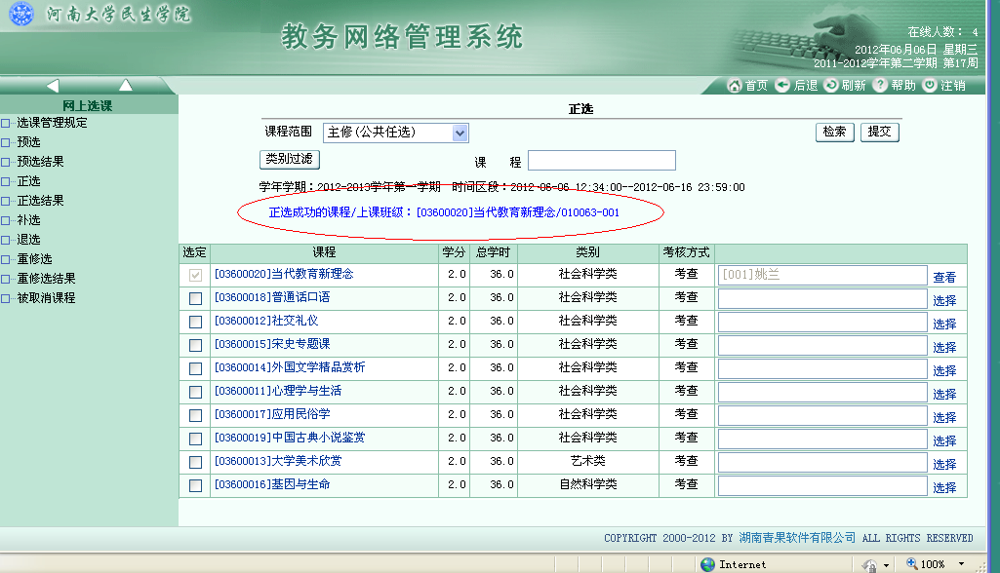 河南大学民生学院
教务网络管理系统
在线人数： 4
2012年06月06日 星期三
2011-2012学年第二学期 第17周
首页 后退 刷新 帮助 注销
网上选课
选课管理规定
预选
预选结果
正选
正选结果
补选
退选
重修选
重修选结果
被取消课程
正选
课程范围 主修(公共任选) 检索 提交
类别过滤 课 程
学年学期：2012-2013学年第一学期 时间区段：2012-06-06 12:34:00--2012-06-16 23:59:00
正选成功的课程/上课班级：[03600020]当代教育新理念/010063-001
选定 课程 学分 总学时 类别 考核方式
[03600020]当代教育新理念 2.0 36.0 社会科学类 考查 [001]姚兰 查看
[03600018]普通话口语 2.0 36.0 社会科学类 考查 选择
[03600012]社交礼仪 2.0 36.0 社会科学类 考查 选择
[03600015]宋史专题课 2.0 36.0 社会科学类 考查 选择
[03600014]外国文学精品赏析 2.0 36.0 社会科学类 考查 选择
[03600011]心理学与生活 2.0 36.0 社会科学类 考查 选择
[03600017]应用民俗学 2.0 36.0 社会科学类 考查 选择
[03600019]中国古典小说鉴赏 2.0 36.0 社会科学类 考查 选择
[03600013]大学美术欣赏 2.0 36.0 艺术类 考查 选择
[03600016]基因与生命 2.0 36.0 自然科学类 考查 选择
COPYRIGHT 2000-2012 BY 湖南青果软件有限公司 ALL RIGHTS RESERVED
Internet 100%